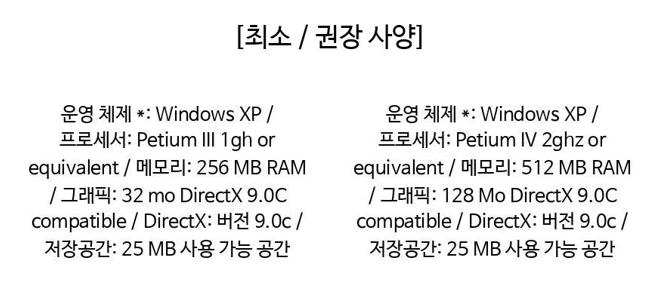 [최소 / 권장 사양]
운영 체제 *: Windows XP /
프로세서: Petium III 1gh or
equivalent / 메모리: 256 MB RAM
/ 그래픽: 32 mo DirectX 9.0C
compatible / DirectX: 버전 9.0c /
저장공간: 25 MB 사용 가능 공간
운영 체제 *: Windows XP /
프로세서: Petium IV 2ghz or
equivalent / 메모리: 512 MB RAM
/ 그래픽: 128 Mo DirectX 9.0C
compatible / DirectX: 버전 9.0c /
저장공간: 25 MB 사용 가능 공간